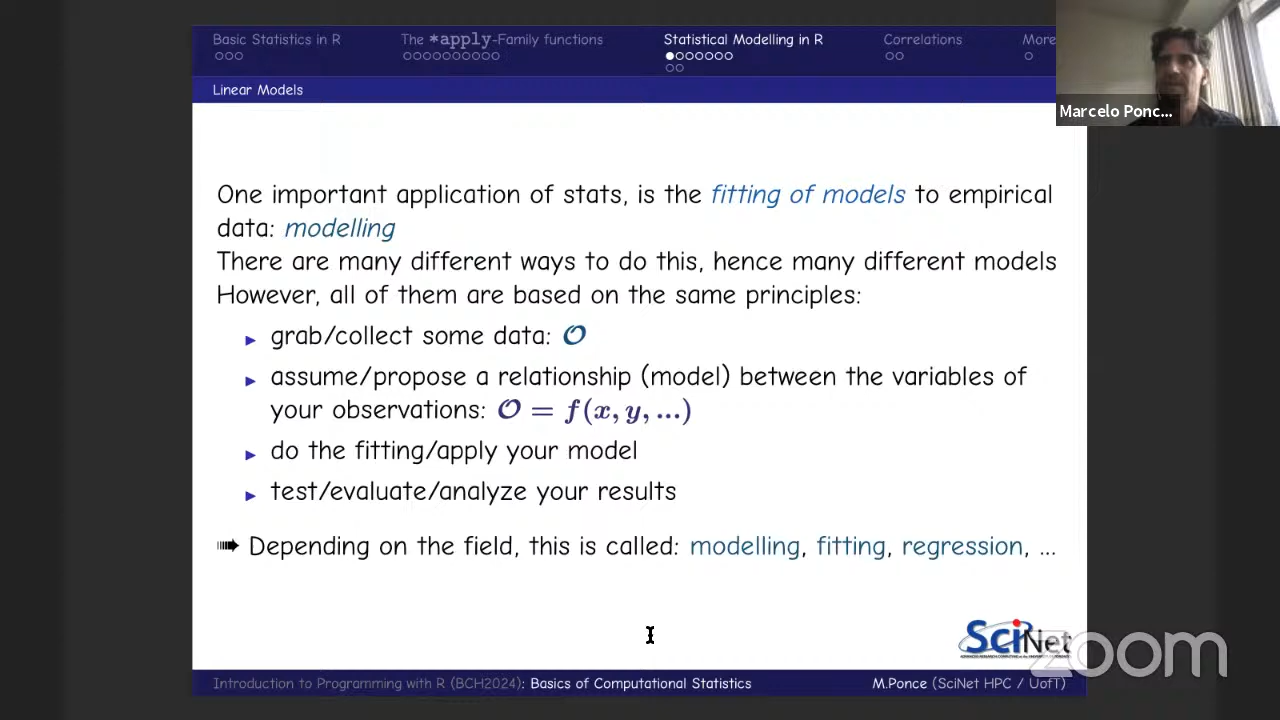 Basic Statistics in R
The *apply-Family functions
Statistical Modelling in R
Correlations
More
Linear Models
Marcelo Ponc...
One important application of stats, is the fitting of models to empirical
data: modelling
There are many different ways to do this, hence many different models
However, all of them are based on the same principles:
grab/collect some data: 𝒪
assume/propose a relationship (model) between the variables of
your observations: 𝒪 = f(x, y, ...)
do the fitting/apply your model
test/evaluate/analyze your results
Depending on the field, this is called: modelling, fitting, regression, ...
SciNet
zoom
Introduction to Programming with R (BCH2024): Basics of Computational Statistics
M.Ponce (SciNet HPC / UofT)